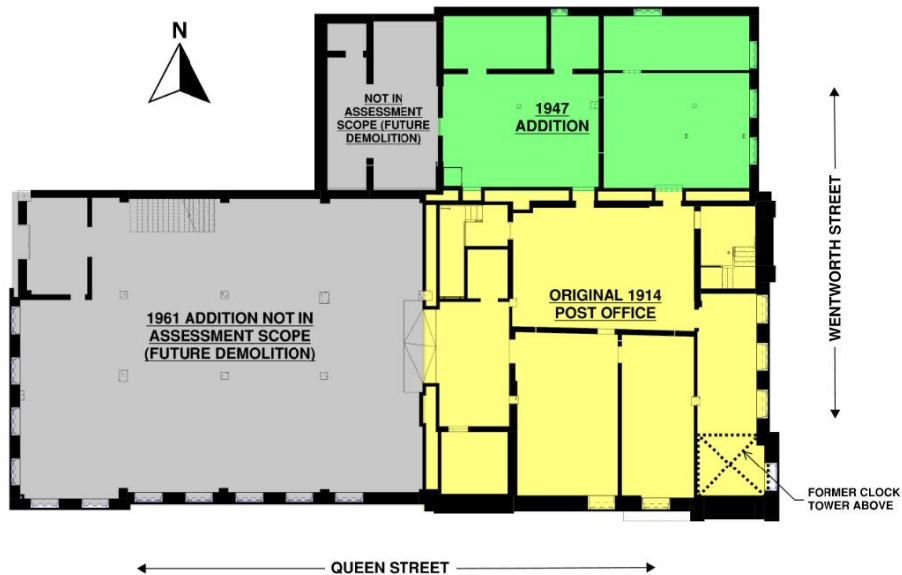 N
NOT IN
ASSESSMENT
SCOPE (FUTURE
DEMOLITION)
1947
ADDITION
WENTWORTH STREET
1961 ADDITION NOT IN
ASSESSMENT SCOPE
(FUTURE DEMOLITION)
ORIGINAL 1914
POST OFFICE
FORMER CLOCK
TOWER ABOVE
QUEEN STREET